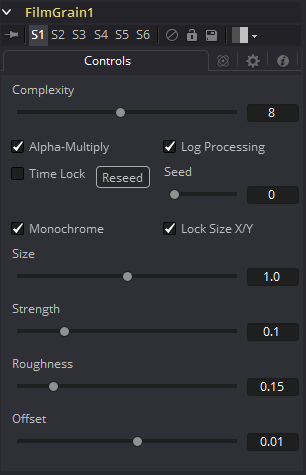 FilmGrain1
S1 S2 S3 S4 S5 S6
Controls
Complexity
8
Alpha-Multiply Log Processing
Time Lock Reseed Seed
0
Monochrome Lock Size X/Y
Size
1.0
Strength
0.1
Roughness
0.15
Offset
0.01